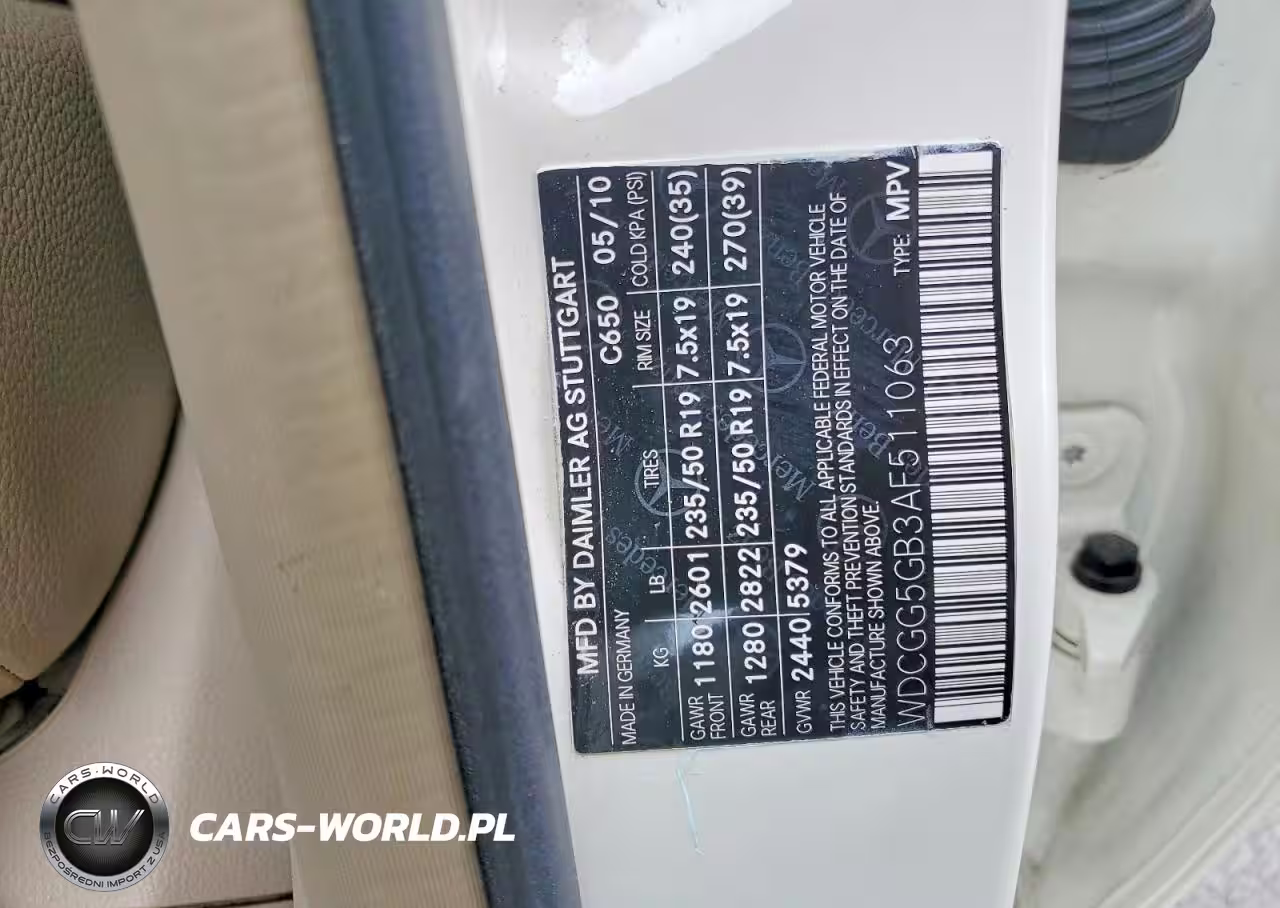 MFD BY DAIMLER AG STUTTGART
MADE IN GERMANY C650 05/10
KG LB TIRES RIM SIZE COLD KPA (PSI)
GAWR FRONT 1180 2601 235/50 R19 7.5x19 240(35)
GAWR REAR 1280 2822 235/50 R19 7.5x19 270(39)
GVWR 2440 5379
THIS VEHICLE CONFORMS TO ALL APPLICABLE FEDERAL MOTOR VEHICLE
SAFETY AND THEFT PREVENTION STANDARDS IN EFFECT ON THE DATE OF
MANUFACTURE SHOWN ABOVE. TYPE: MPV
WDCGG5GB3AF511063
CARS-WORLD
CW
BEZPOŚREDNI IMPORT Z USA
CARS-WORLD.PL